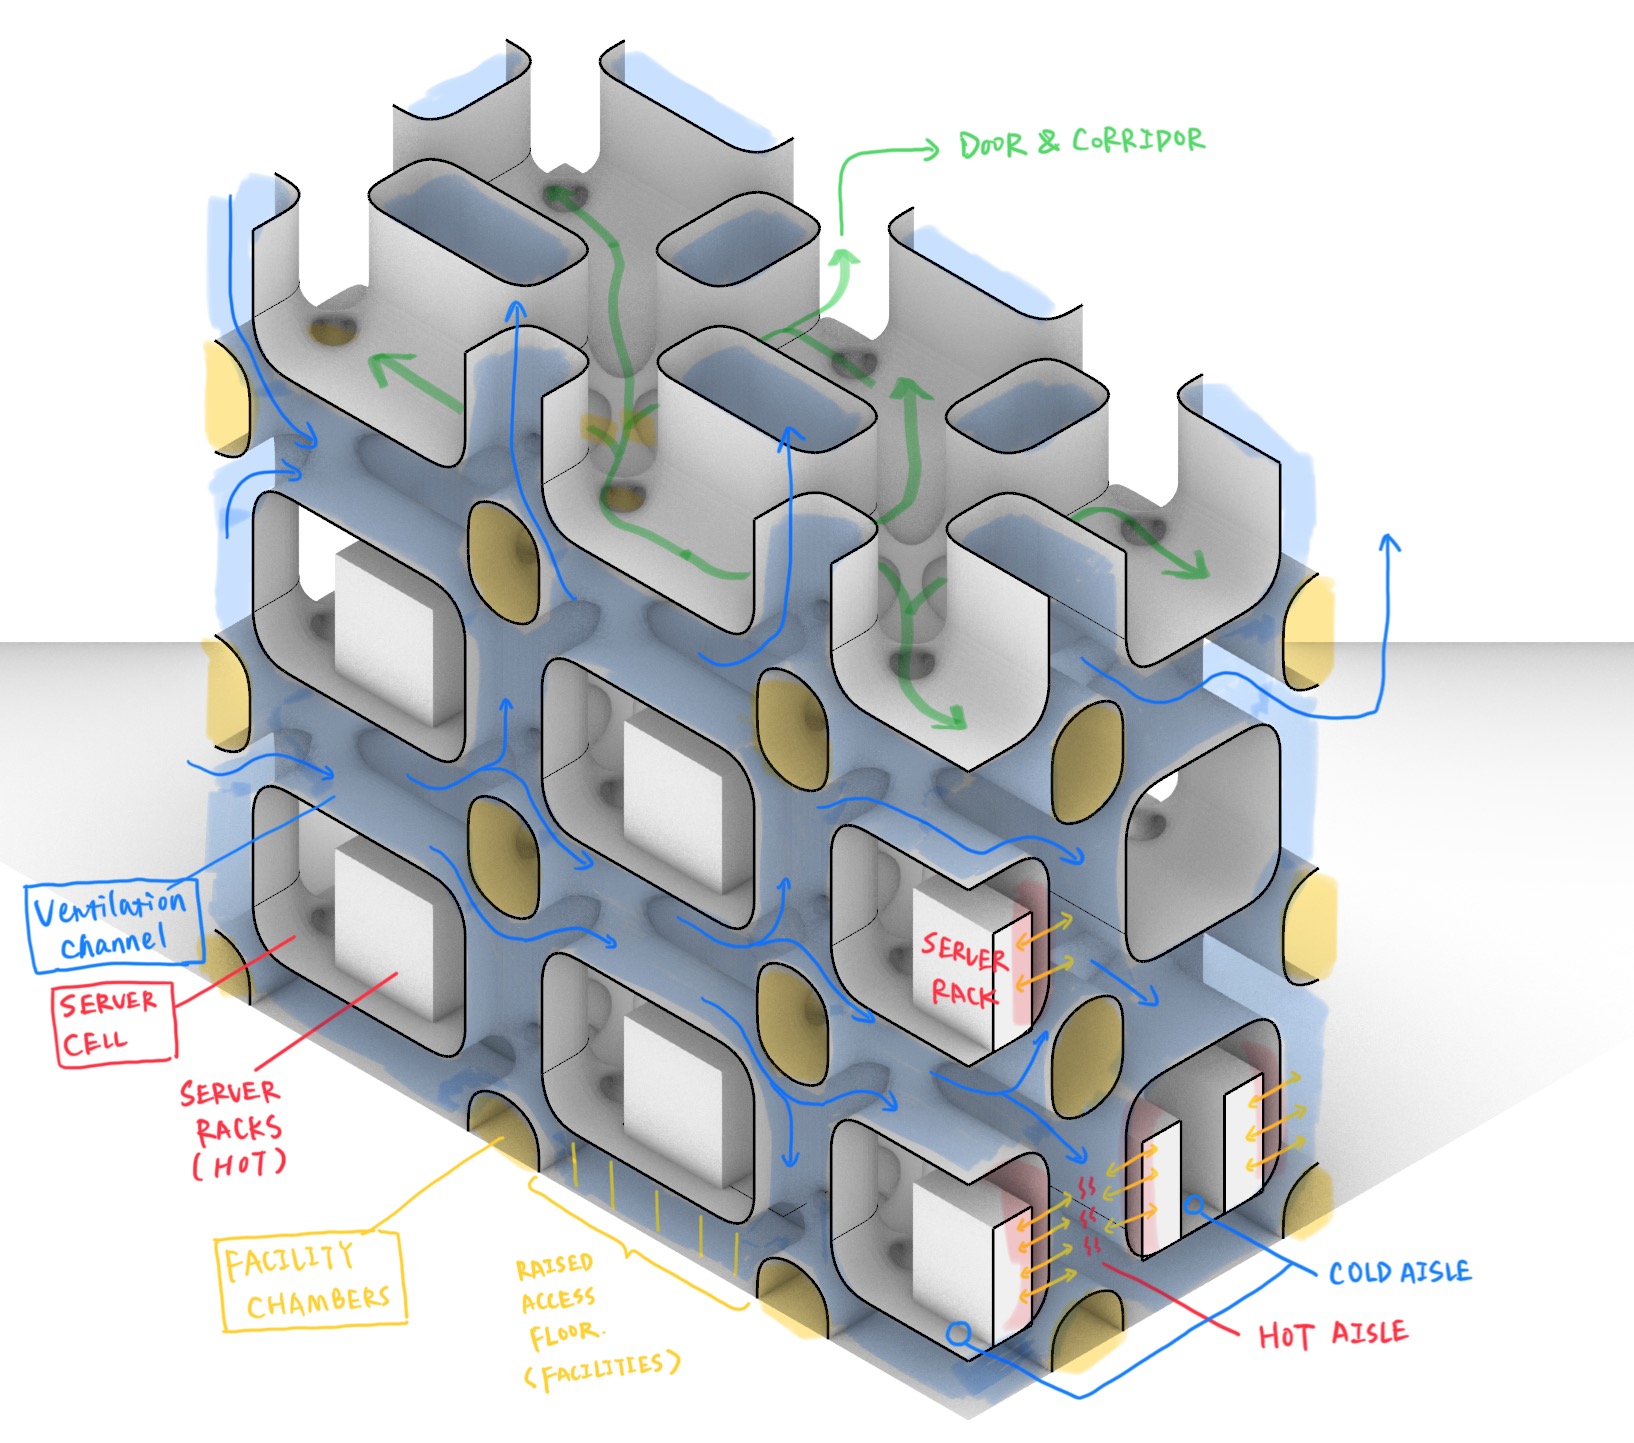 DOOR & CORRIDOR
Ventilation
channel
SERVER
CELL
SERVER
RACKS
(HOT)
FACILITY
CHAMBERS
RAISED
ACCESS
FLOOR.
(FACILITIES)
SERVER
RACK
COLD AISLE
HOT AISLE